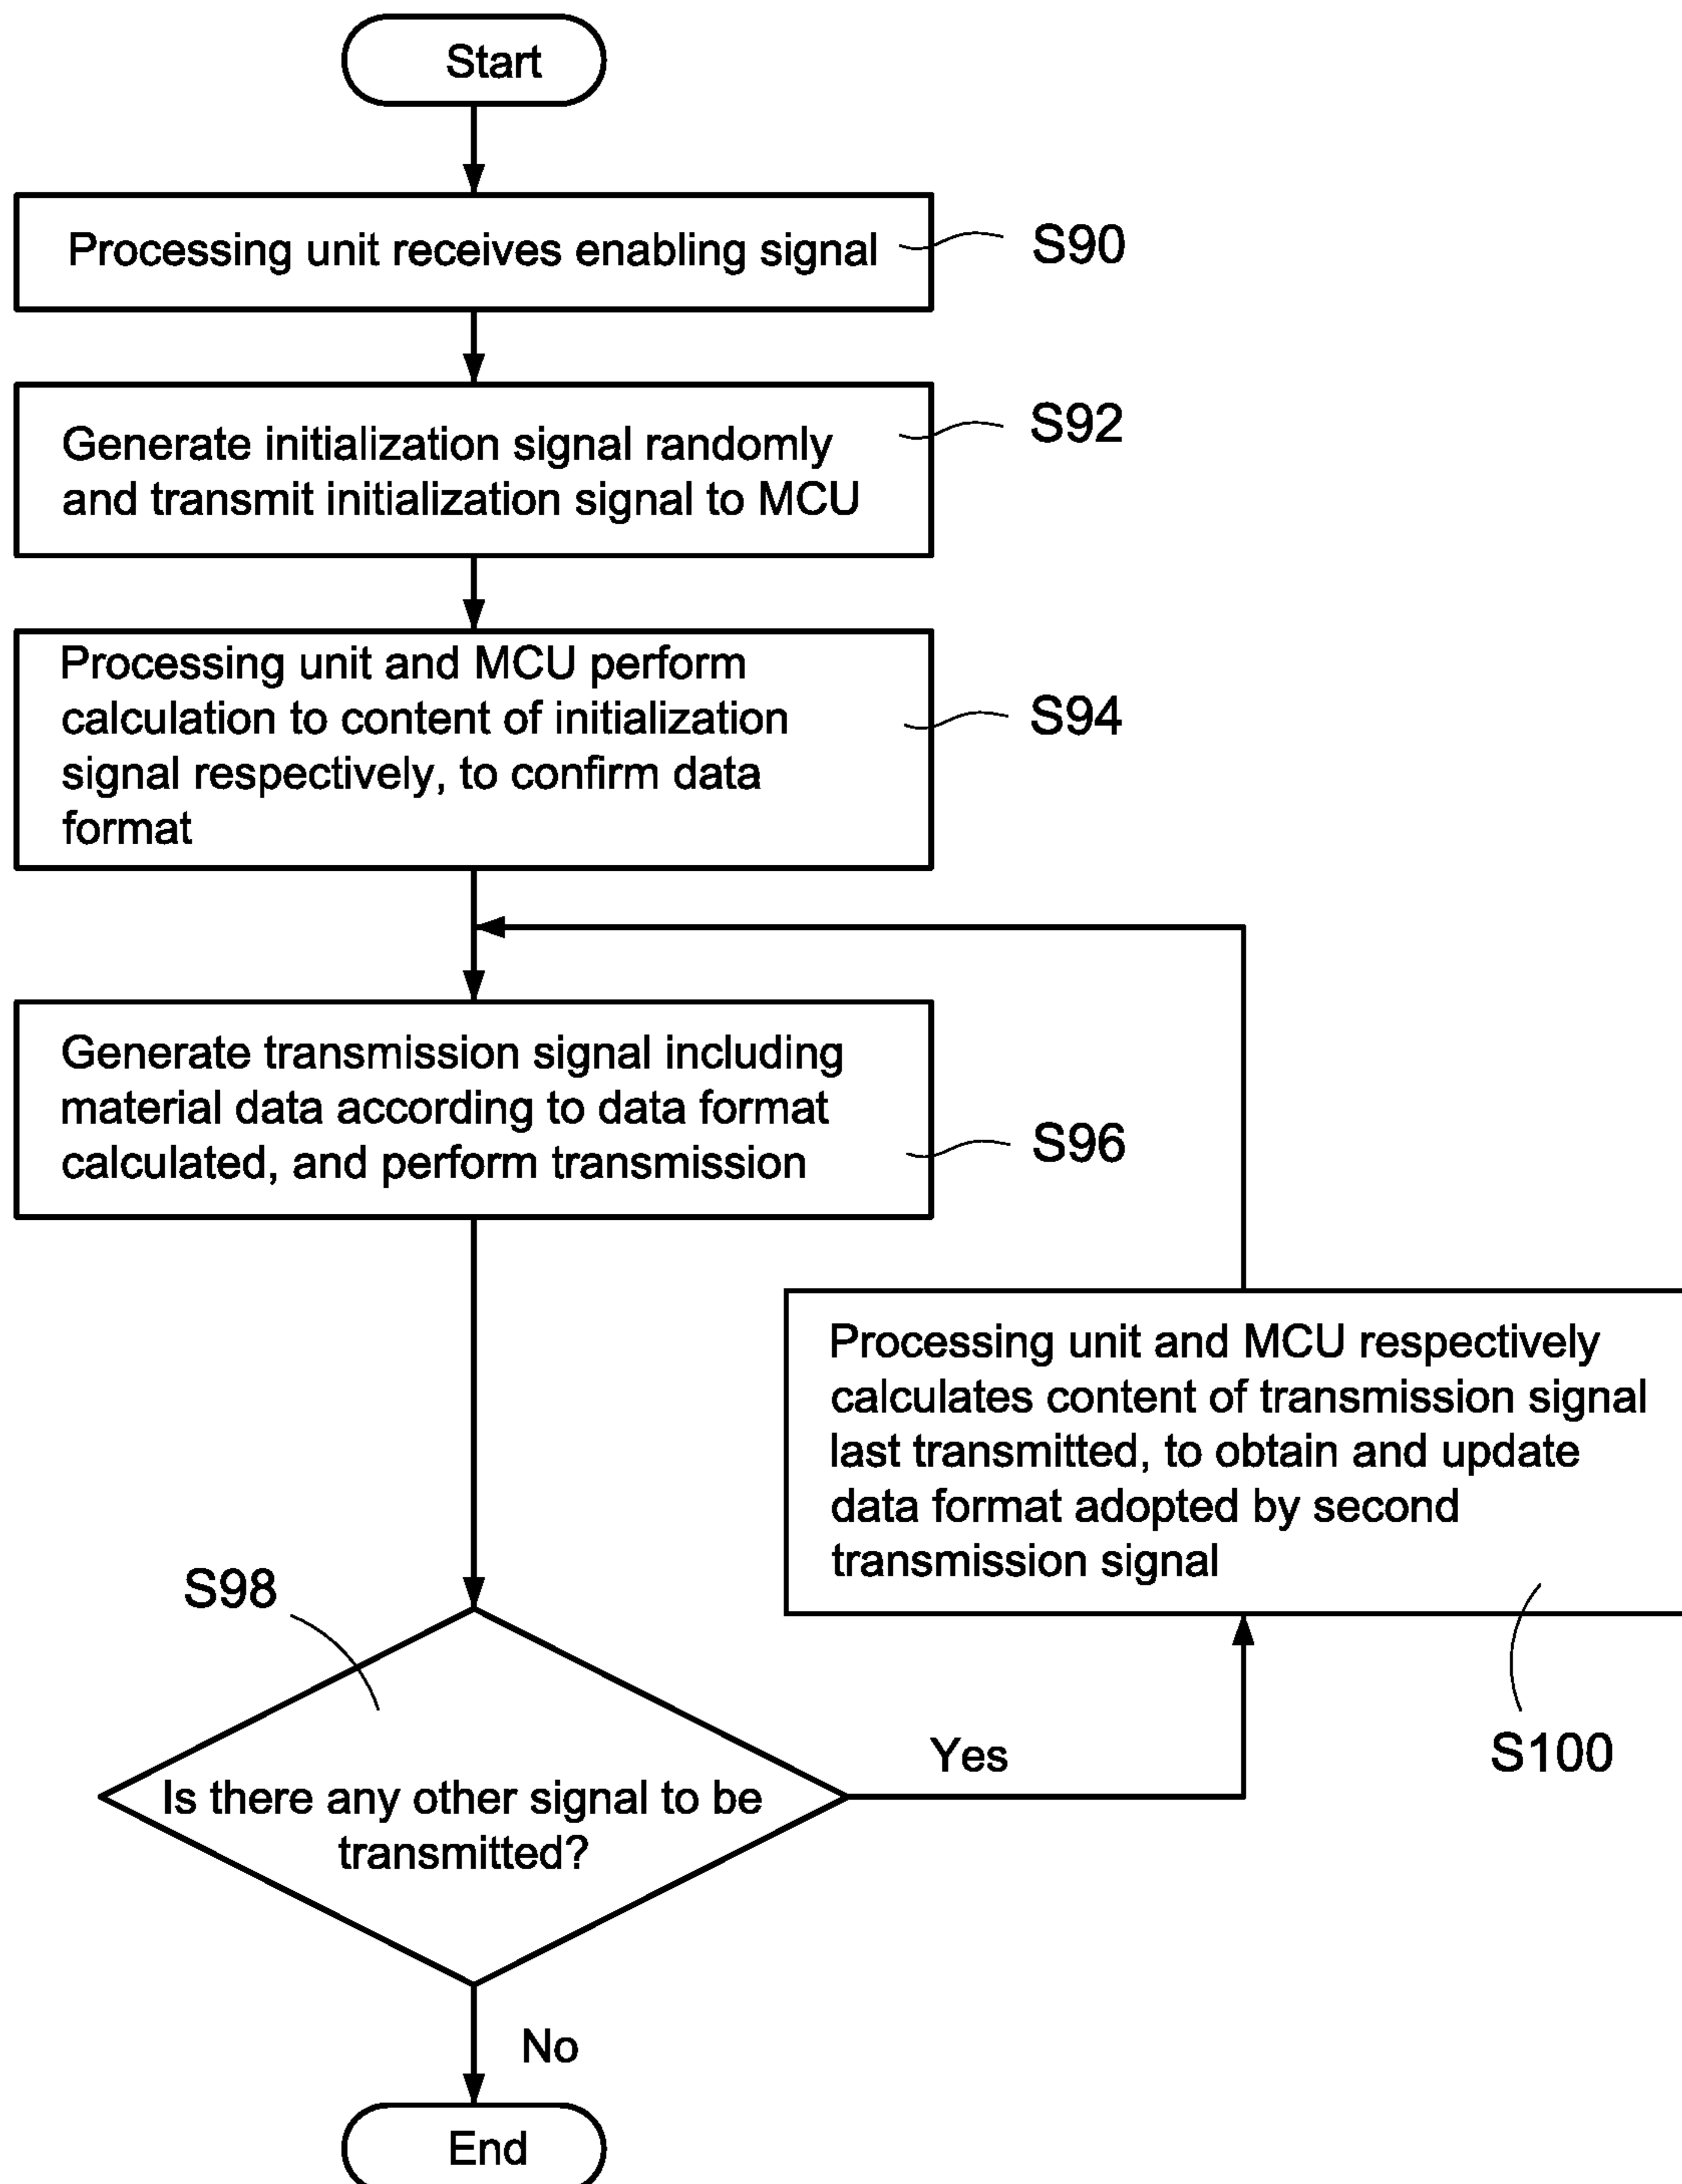 Start
Processing unit receives enabling signal
S90
Generate initialization signal randomly
and transmit initialization signal to MCU
S92
Processing unit and MCU perform
calculation to content of initialization
signal respectively, to confirm data
format
S94
Generate transmission signal including
material data according to data format
calculated, and perform transmission
S96
Processing unit and MCU respectively
calculates content of transmission signal
last transmitted, to obtain and update
data format adopted by second
transmission signal
S100
S98
Is there any other signal to be
transmitted?
Yes
No
End